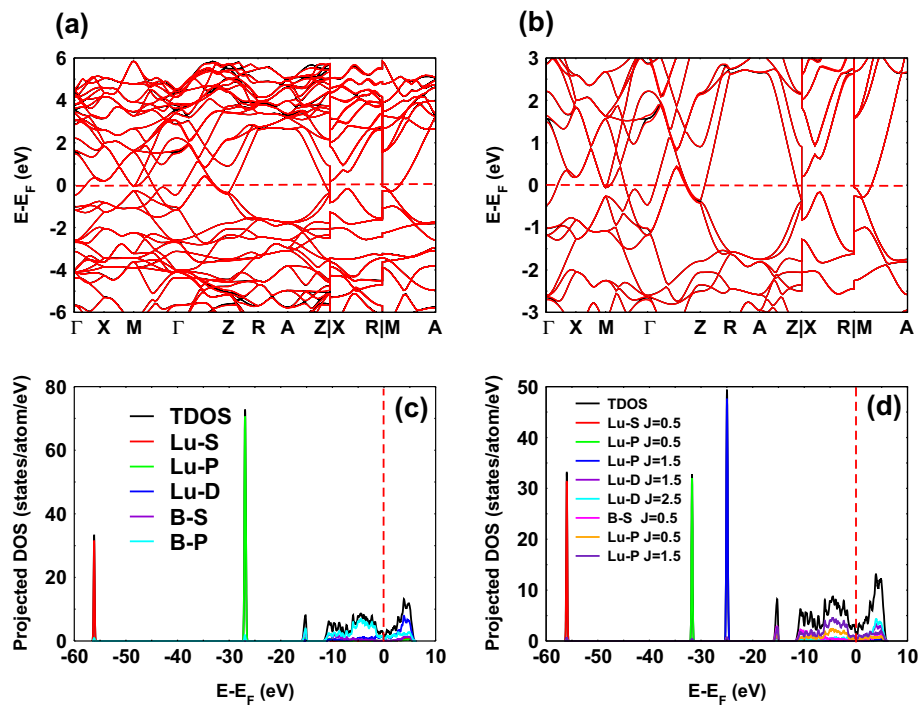 (a)
(b)
6
4
2
0
-2
-4
-6
E-E_F (eV)
Γ X M Γ Z R A Z|X R|M A
3
2
1
0
-1
-2
-3
E-E_F (eV)
Γ X M Γ Z R A Z|X R|M A
(c)
80
60
40
20
0
Projected DOS (states/atom/eV)
TDOS
Lu-S
Lu-P
Lu-D
B-S
B-P
-60 -50 -40 -30 -20 -10 0 10
E-E_F (eV)
(d)
50
40
30
20
10
0
Projected DOS (states/atom/eV)
TDOS
Lu-S J=0.5
Lu-P J=0.5
Lu-P J=1.5
Lu-D J=1.5
Lu-D J=2.5
B-S J=0.5
Lu-P J=0.5
Lu-P J=1.5
-60 -50 -40 -30 -20 -10 0 10
E-E_F (eV)